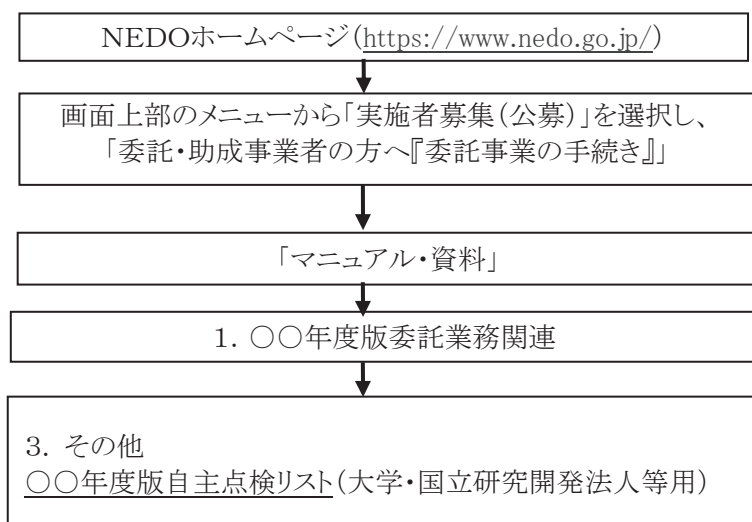 NEDOホームページ(https://www.nedo.go.jp/)
画面上部のメニューから「実施者募集(公募)」を選択し、
「委託・助成事業者の方へ『委託事業の手続き』」
「マニュアル・資料」
1. 〇〇年度版委託業務関連
3. その他
〇〇年度版自主点検リスト(大学・国立研究開発法人等用)